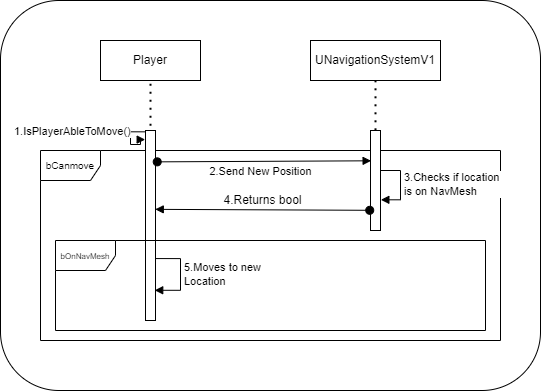 Player
UNavigationSystemV1
1.IsPlayerAbleToMove()
bCanmove
2.Send New Position
3.Checks if location
is on NavMesh
4.Returns bool
bOnNavMesh
5.Moves to new
Location